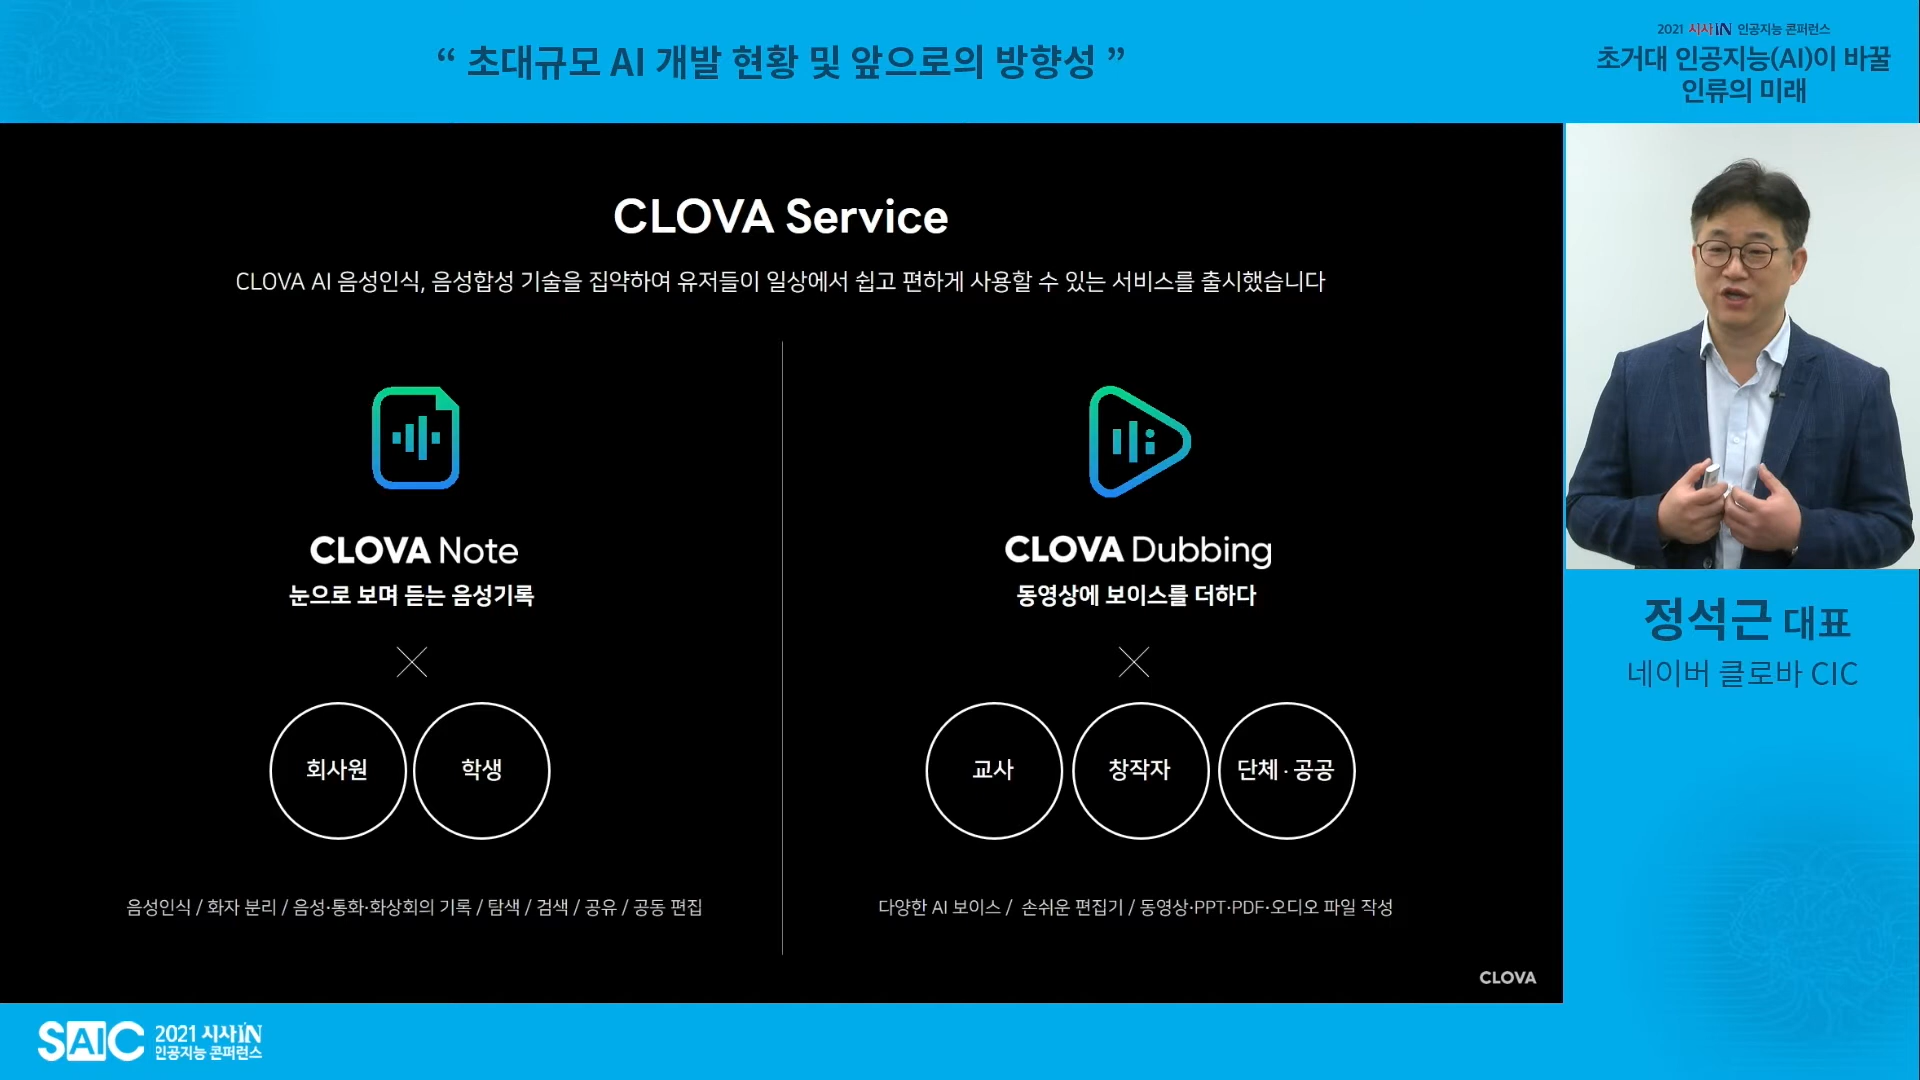 “ 초대규모 AI 개발 현황 및 앞으로의 방향성 ”
2021 시사IN 인공지능 콘퍼런스
초거대 인공지능(AI)이 바꿀
인류의 미래
CLOVA Service
CLOVA AI 음성인식, 음성합성 기술을 집약하여 유저들이 일상에서 쉽고 편하게 사용할 수 있는 서비스를 출시했습니다
CLOVA Note
눈으로 보며 듣는 음성기록
회사원
학생
음성인식 / 화자 분리 / 음성·통화·화상회의 기록 / 탐색 / 검색 / 공유 / 공동 편집
CLOVA Dubbing
동영상에 보이스를 더하다
교사
창작자
단체 · 공공
다양한 AI 보이스 / 손쉬운 편집기 / 동영상·PPT·PDF·오디오 파일 작성
CLOVA
정석근 대표
네이버 클로바 CIC
SAIC
2021 시사IN
인공지능 콘퍼런스